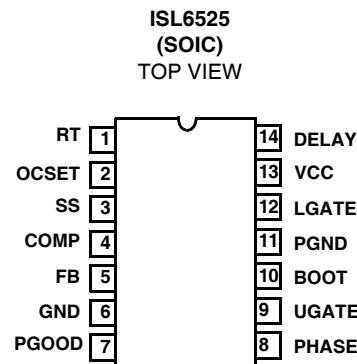 ISL6525
(SOIC)
TOP VIEW
RT 1 14 DELAY
OCSET 2 13 VCC
SS 3 12 LGATE
COMP 4 11 PGND
FB 5 10 BOOT
GND 6 9 UGATE
PGOOD 7 8 PHASE